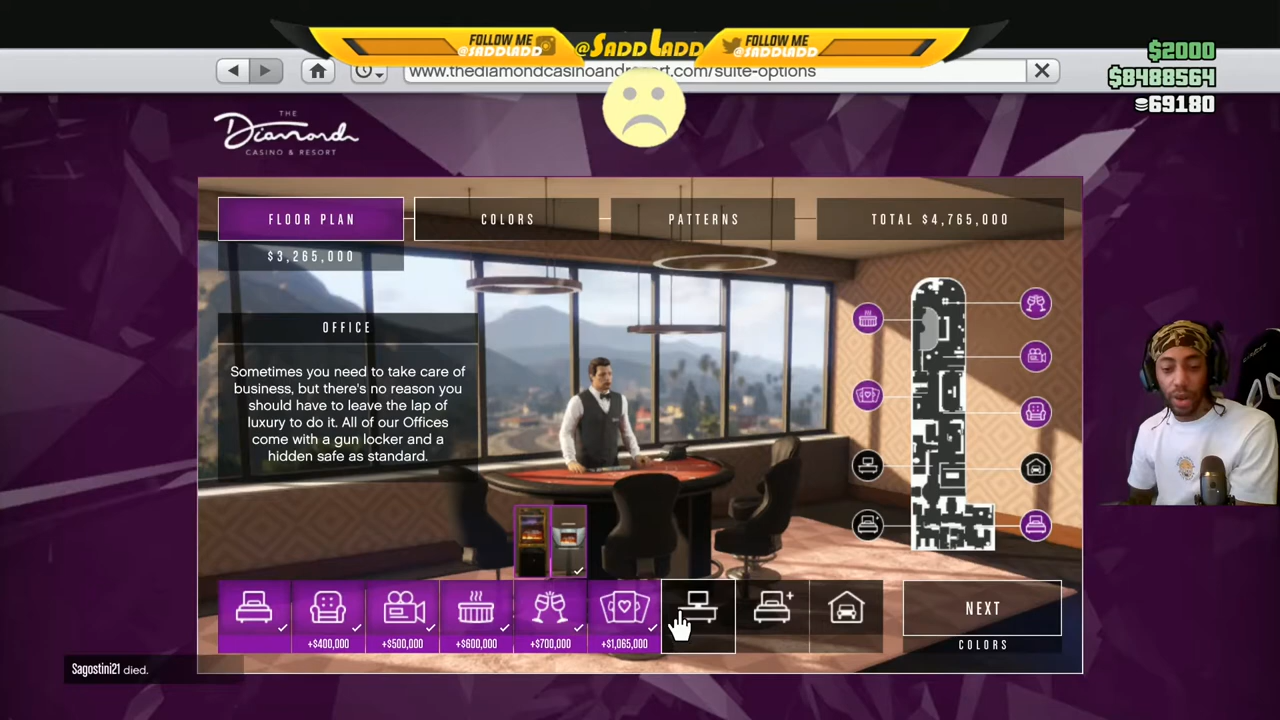 FOLLOW ME
@SADDLADD
@SADD LADD
FOLLOW ME
@SADDLADD
$2000
$8488564
69180
www.thediamondcasinoandresort.com/suite-options
THE
Diamond
CASINO & RESORT
FLOOR PLAN
COLORS
PATTERNS
TOTAL $4,765,000
$3,265,000
OFFICE
Sometimes you need to take care of
business, but there's no reason you
should have to leave the lap of
luxury to do it. All of our Offices
come with a gun locker and a
hidden safe as standard.
+$400,000
+$500,000
+$600,000
+$700,000
+$1,065,000
NEXT
COLORS
Sagostini21 died.